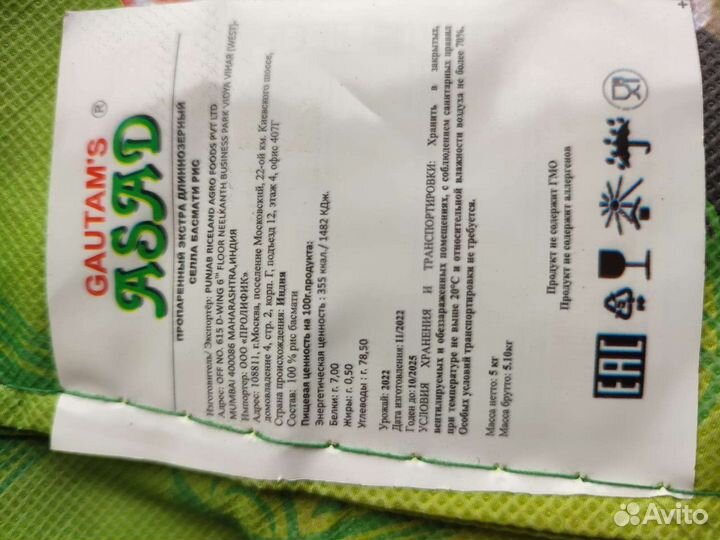 GAUTAM'S ®
ASAD
ПРОПАРЕННЫЙ ЭКСТРА ДЛИННОЗЕРНЫЙ
СЕЛЛА БАСМАТИ РИС
Изготовитель/ Экспортёр: PUNJAB RICELAND AGRO FOODS PVT LTD
Адрес: OFF NO. 615 D-WING 6TH FLOOR NEELKANTH BUSINESS PARK VIDYA VIHAR (WEST),
MUMBAI 400086 MAHARASHTRA,ИНДИЯ
Импортер: ООО «ПРОЛИФИК»
Адрес: 108811, г.Москва, поселение Московский, 22-ой км. Киевского шоссе,
домовладение 4, стр. 2, корп. Г, подъезд 12, этаж 4, офис 407Г
Страна происхождения: Индия
Состав: 100 % рис басмати
Пищевая ценность на 100г.продукта:
Энергетическая ценность : 355 ккал./ 1482 КДж.
Белки: г. 7,00
Жиры: г. 0,50
Углеводы : г. 78,50
Урожай: 2022
Дата изготовления: 11/2022
Годен до: 10/2025
УСЛОВИЯ ХРАНЕНИЯ И ТРАНСПОРТИРОВКИ: Хранить в закрытых,
вентилируемых и обеззараженных помещениях, с соблюдением санитарных правил
при температуре не выше 20°C и относительной влажности воздуха не более 70%.
Особых условий транспортировки не требуется.
Масса нетто: 5 кг
Масса брутто: 5,10кг
Продукт не содержит ГМО
Продукт не содержит аллергенов
EAC
Avito